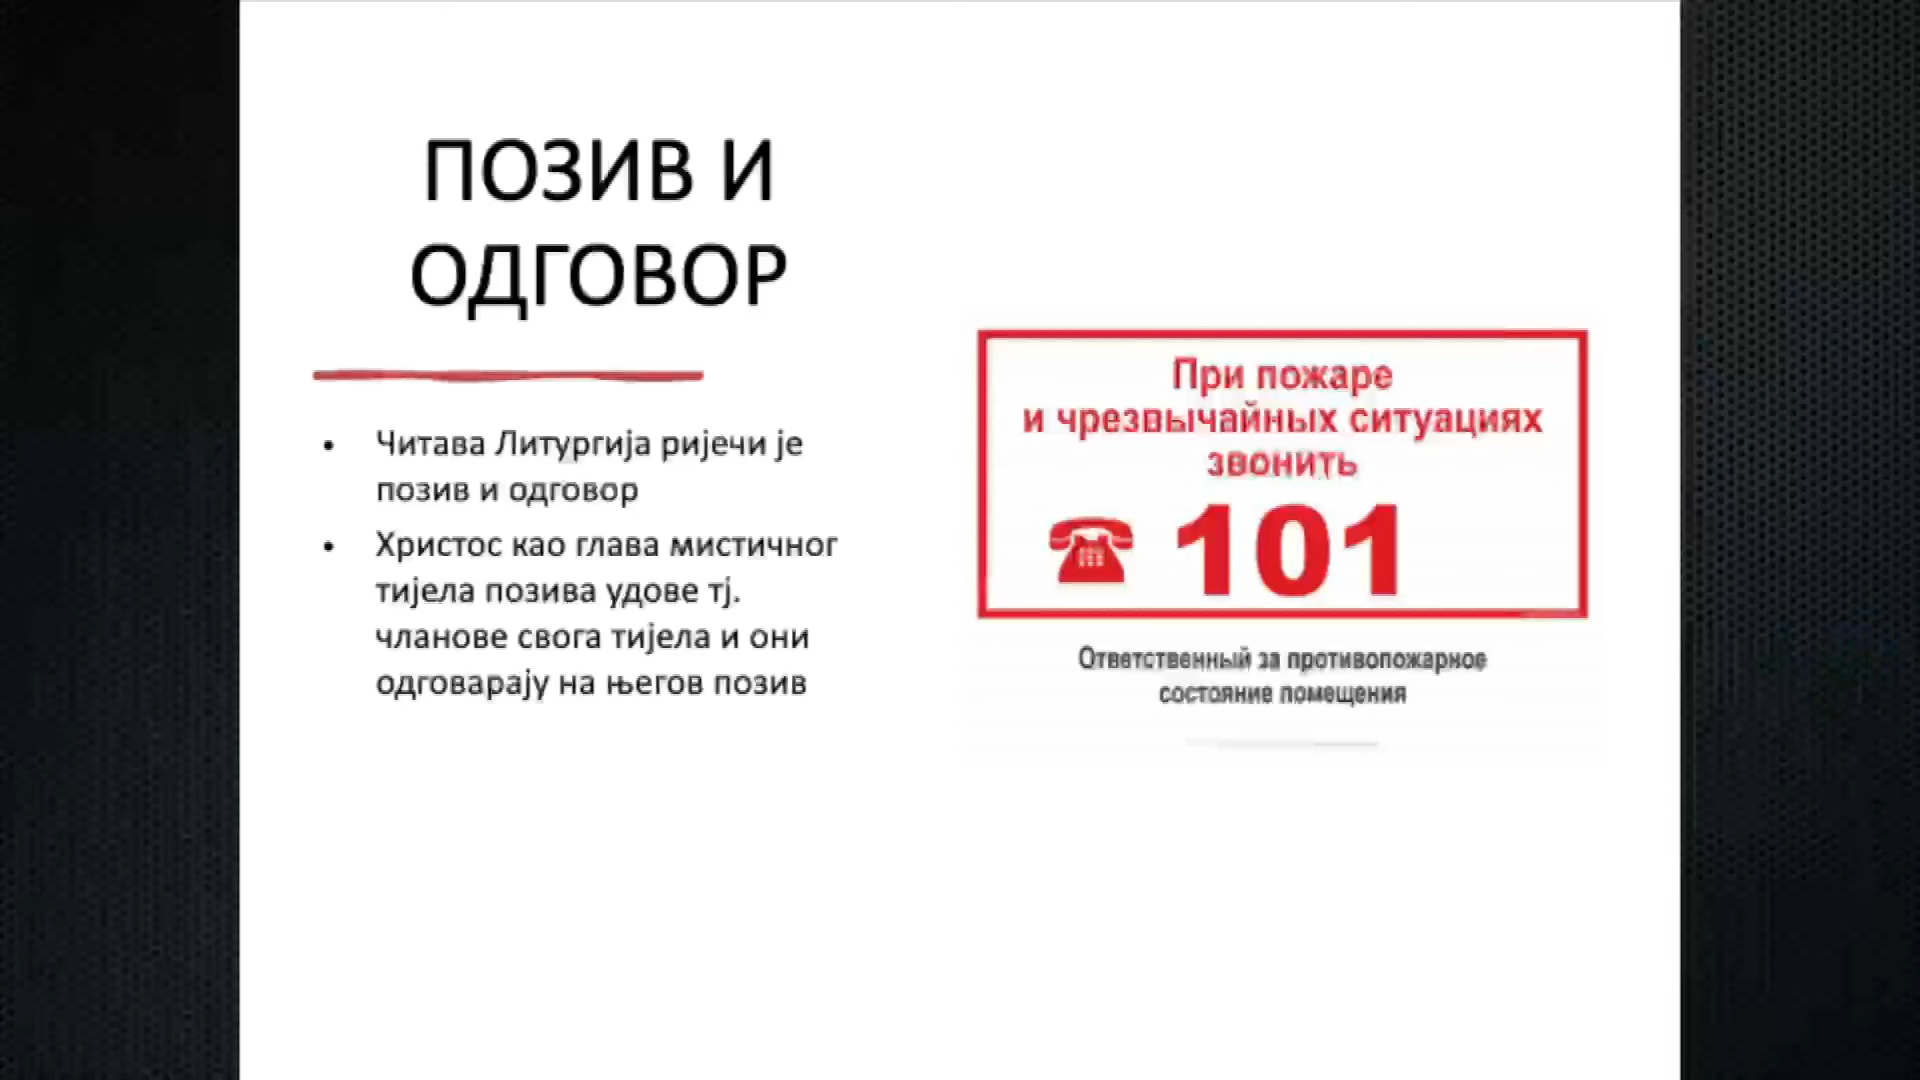 ПОЗИВ И
ОДГОВОР
• Читава Литургија ријечи је
позив и одговор
• Христос као глава мистичног
тијела позива удове тј.
чланове свога тијела и они
одговарају на његов позив
При пожаре
и чрезвычайных ситуациях
звонить
101
Ответственный за противопожарное
состояние помещения